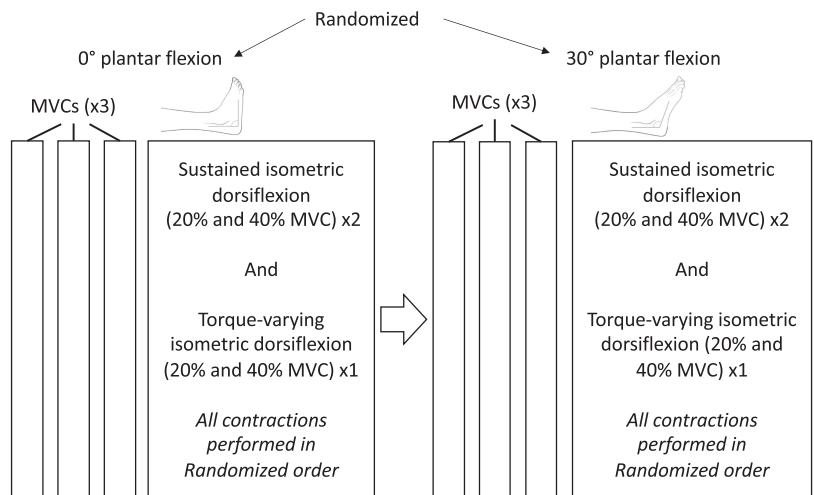 Randomized
0° plantar flexion
MVCs (x3)
Sustained isometric
dorsiflexion
(20% and 40% MVC) x2
And
Torque-varying
isometric dorsiflexion
(20% and 40% MVC) x1
All contractions
performed in
Randomized order
30° plantar flexion
MVCs (x3)
Sustained isometric
dorsiflexion
(20% and 40% MVC) x2
And
Torque-varying isometric
dorsiflexion (20% and
40% MVC) x1
All contractions
performed in
Randomized order